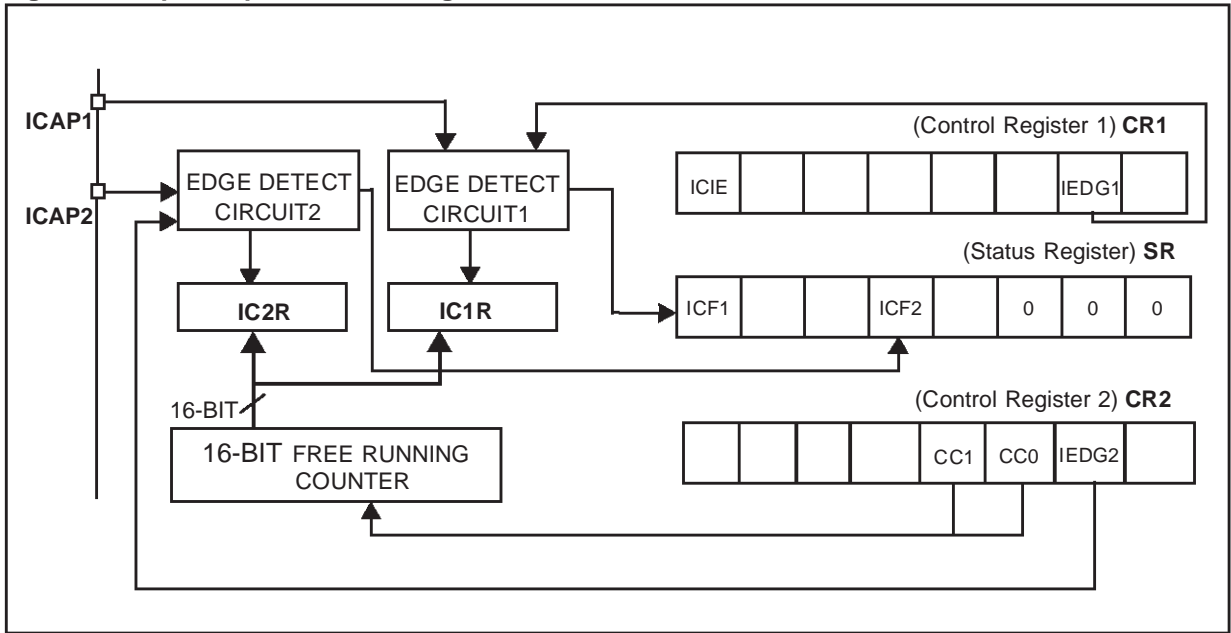 ICAP1
ICAP2
EDGE DETECT
CIRCUIT2
EDGE DETECT
CIRCUIT1
IC2R
IC1R
16-BIT
16-BIT FREE RUNNING
COUNTER
(Control Register 1) CR1
ICIE IEDG1
(Status Register) SR
ICF1 ICF2 0 0 0
(Control Register 2) CR2
CC1 CC0 IEDG2